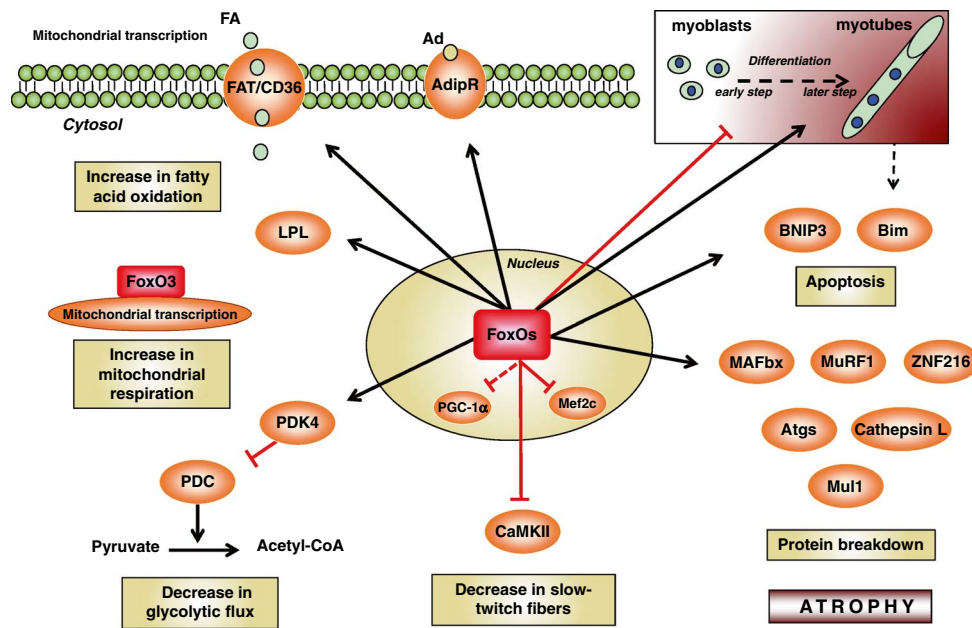 FA
Mitochondrial transcription
Ad
FAT/CD36
AdipR
Cytosol
myoblasts
myotubes
Differentiation
early step
later step
Increase in fatty
acid oxidation
LPL
BNIP3
Bim
Apoptosis
Nucleus
FoxO3
Mitochondrial transcription
Increase in
mitochondrial
respiration
FoxOs
PGC-1α
Mef2c
MAFbx
MuRF1
ZNF216
Atgs
Cathepsin L
Mul1
PDK4
PDC
Pyruvate
Acetyl-CoA
CaMKII
Decrease in
glycolytic flux
Decrease in slow-
twitch fibers
Protein breakdown
ATROPHY